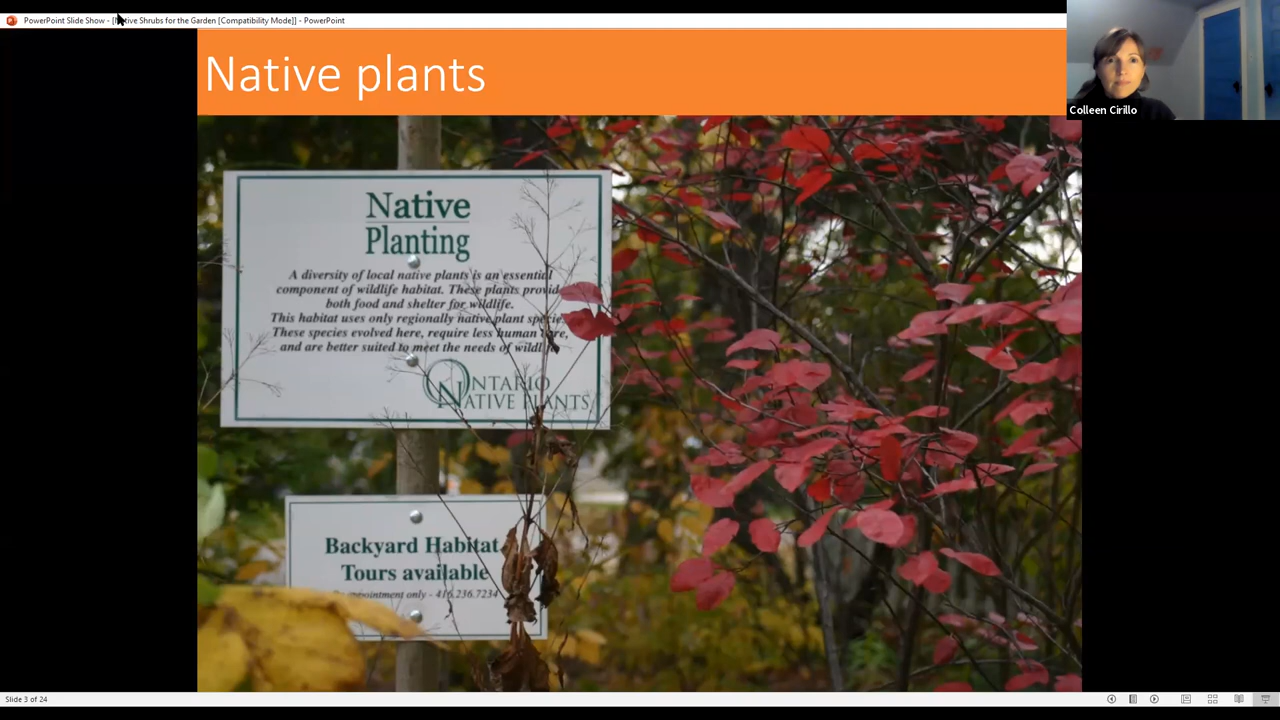 PowerPoint Slide Show - [Native Shrubs for the Garden [Compatibility Mode]] - PowerPoint
Native plants
Colleen Cirillo
Native
Planting
A diversity of local native plants is an essential
component of wildlife habitat. These plants provide
both food and shelter for wildlife.
This habitat uses only regionally native plant species.
These species evolved here, require less human care,
and are better suited to meet the needs of wildlife.
ONTARIO
NATIVE PLANTS
Backyard Habitat
Tours available
By appointment only - 416.236.7234
Slide 3 of 24